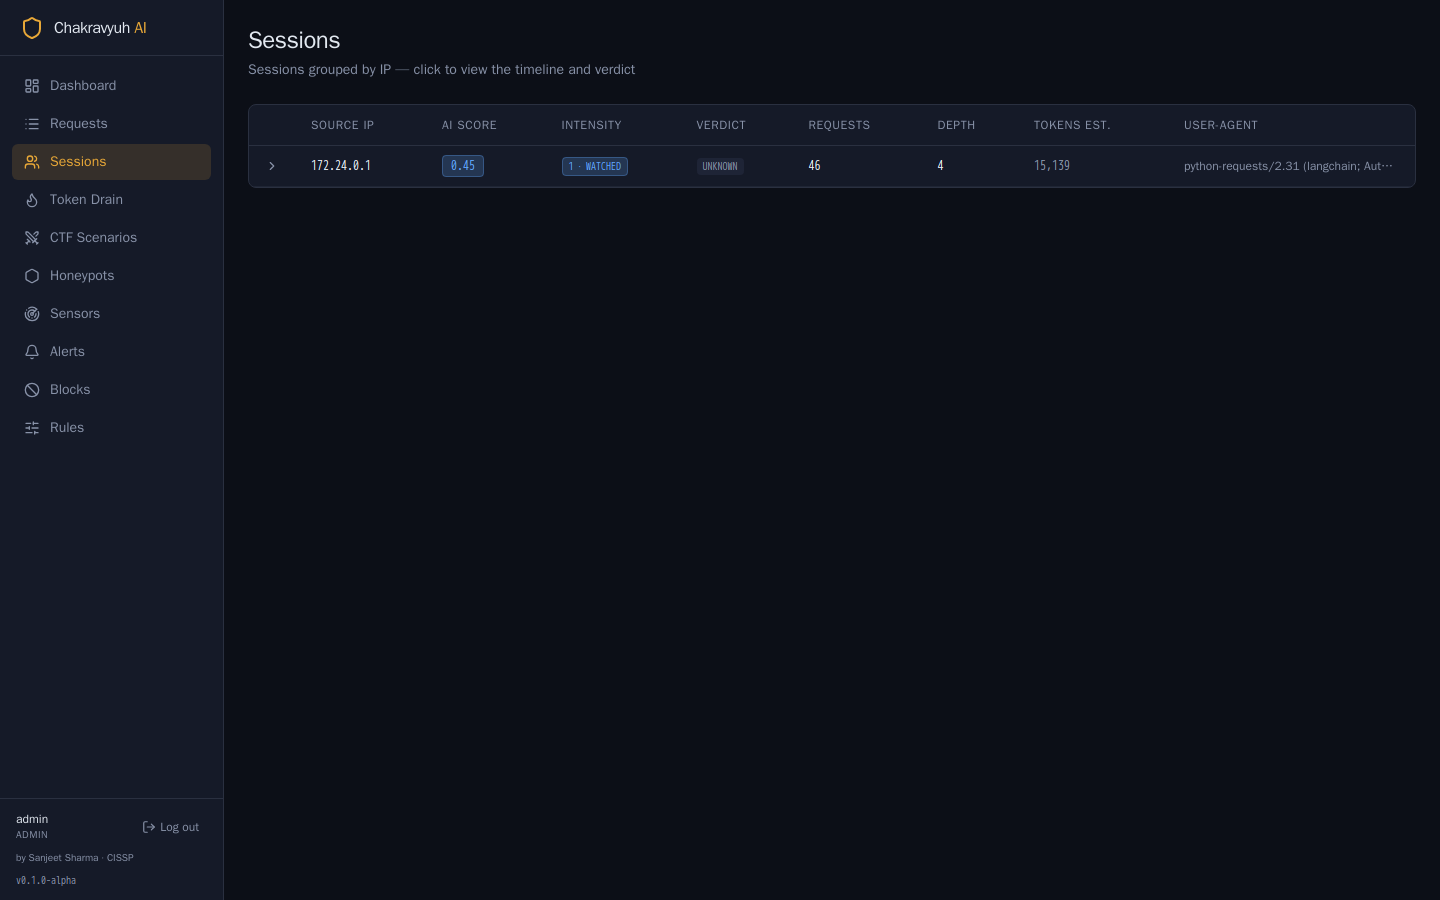 Chakravyuh AI
Dashboard
Requests
Sessions
Token Drain
CTF Scenarios
Honeypots
Sensors
Alerts
Blocks
Rules
admin
ADMIN
Log out
by Sanjeet Sharma · CISSP
v0.1.0-alpha
Sessions
Sessions grouped by IP — click to view the timeline and verdict
SOURCE IP AI SCORE INTENSITY VERDICT REQUESTS DEPTH TOKENS EST. USER-AGENT
172.24.0.1 0.45 1 · WATCHED UNKNOWN 46 4 15,139 python-requests/2.31 (langchain; Aut…